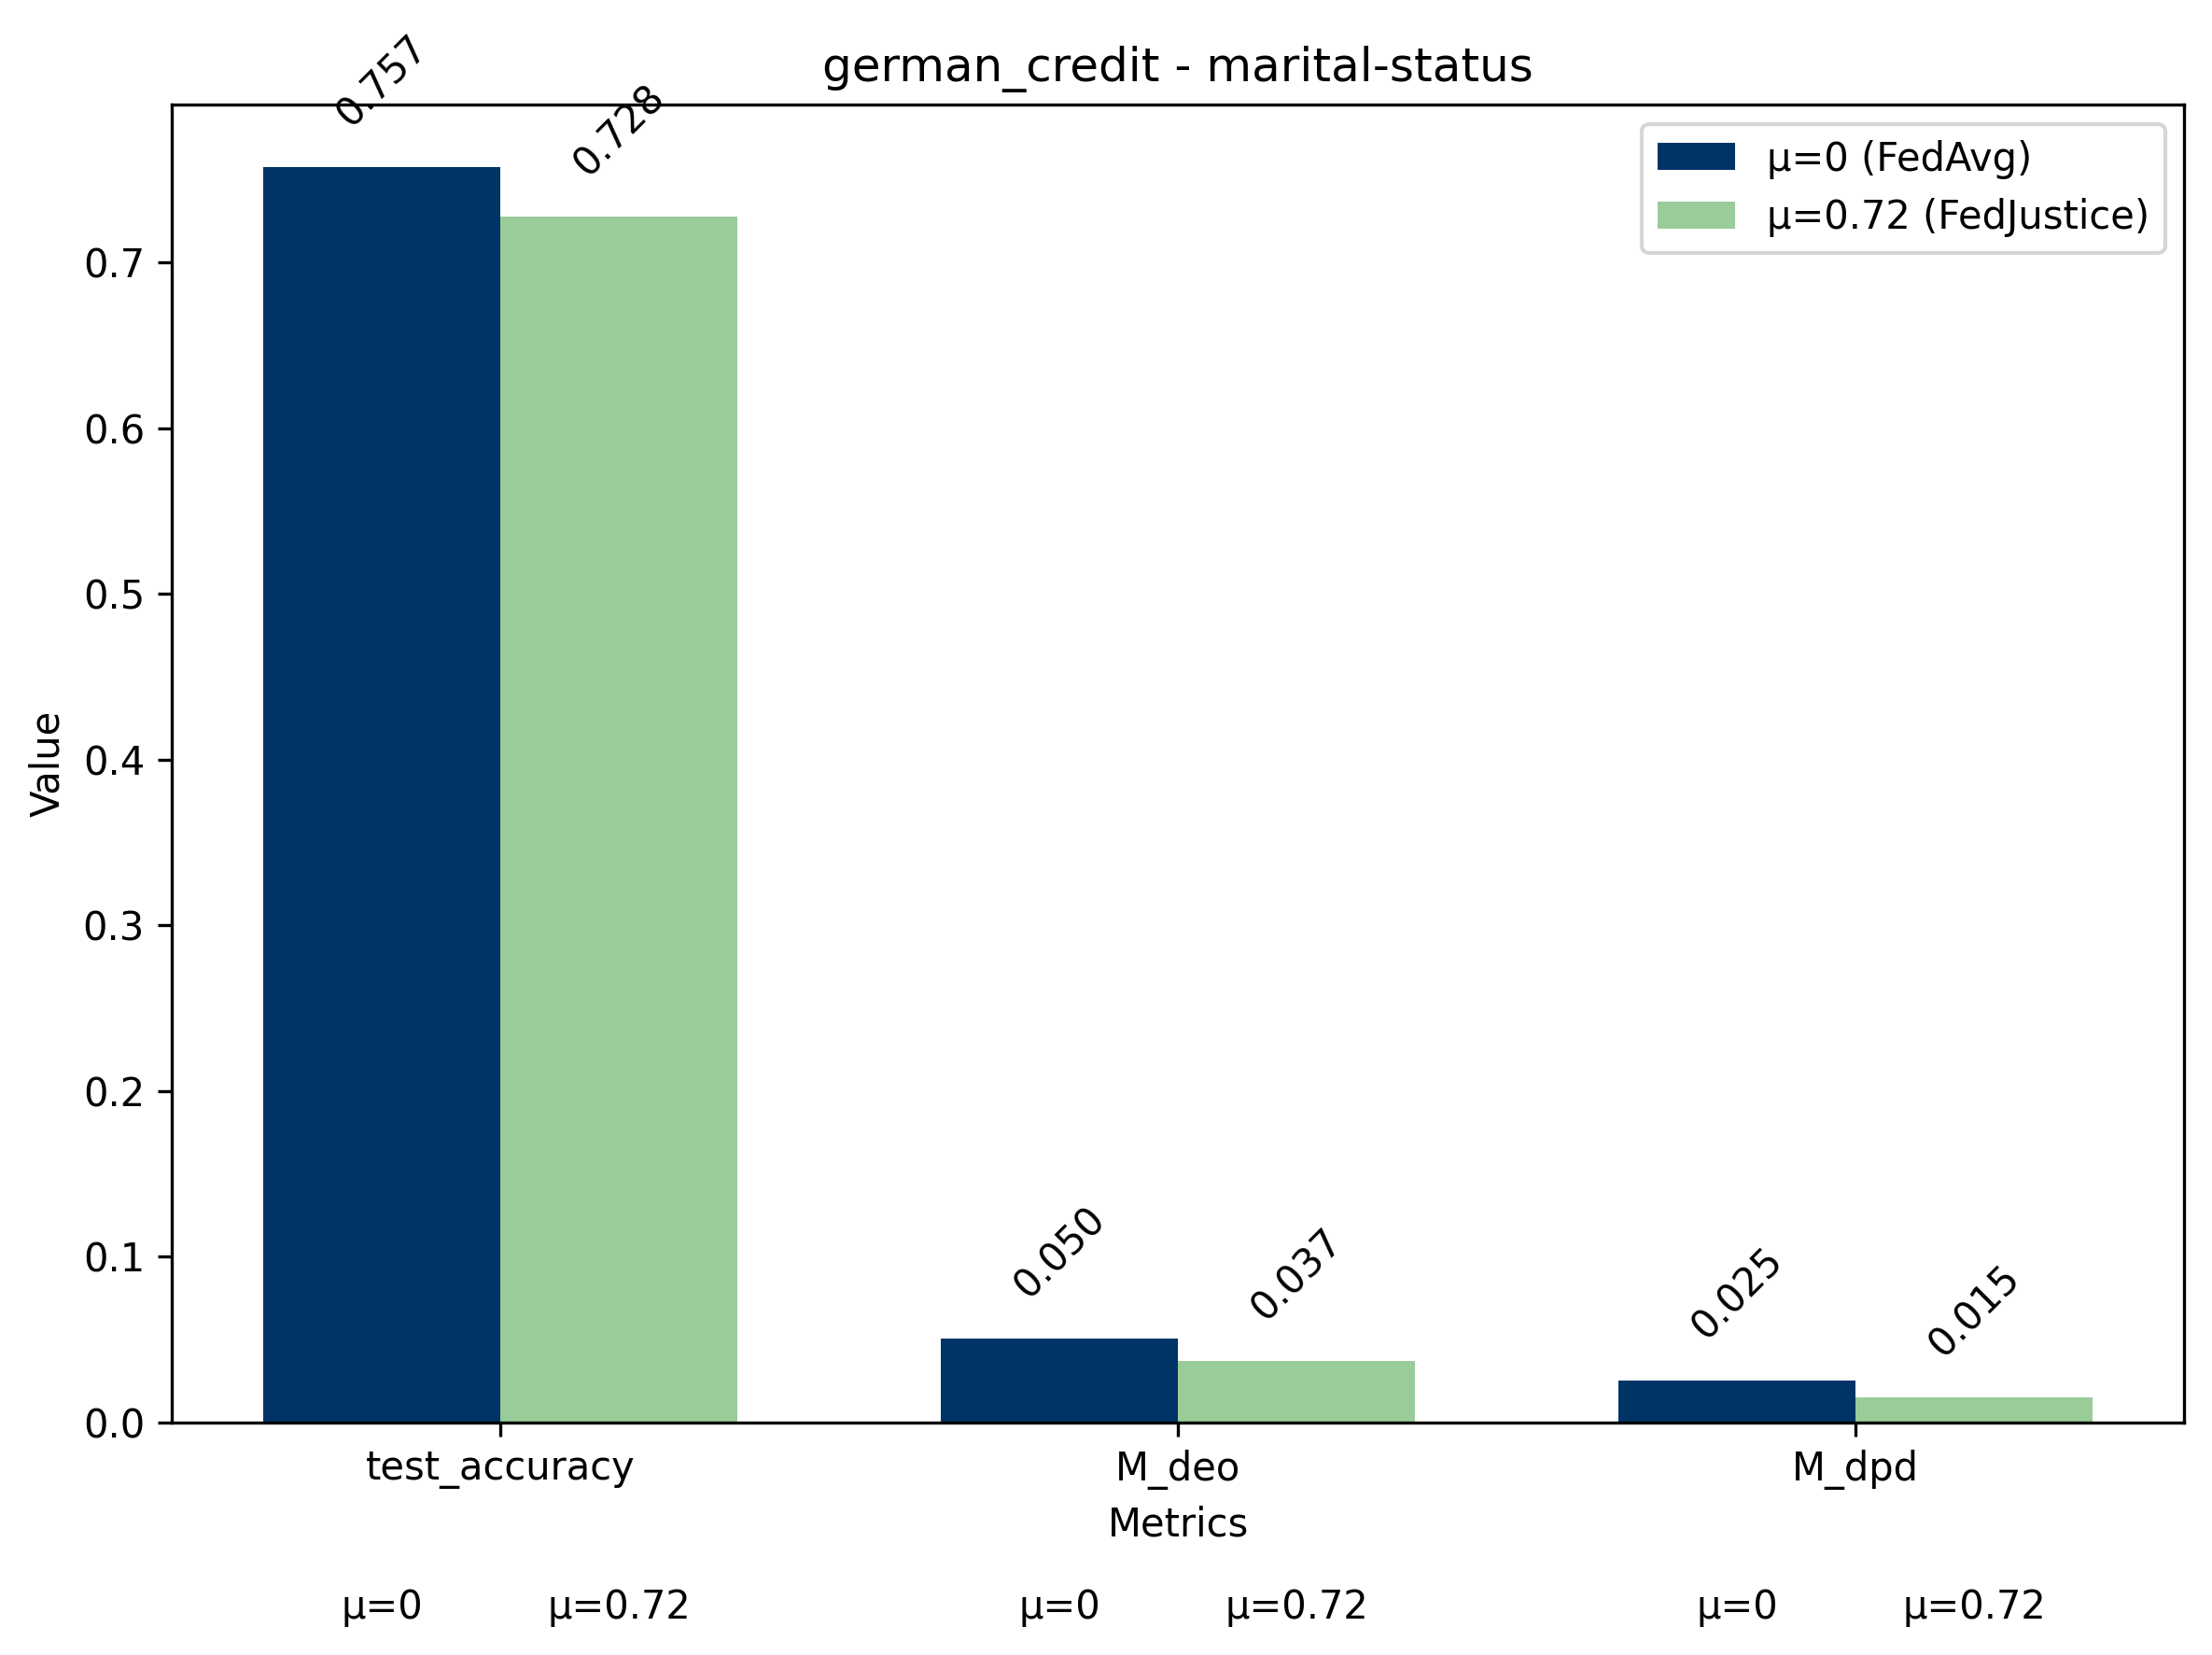 german_credit - marital-status
0.757
0.728
μ=0 (FedAvg)
μ=0.72 (FedJustice)
0.7
0.6
0.5
0.4
0.3
0.2
0.1
0.0
Value
0.050
0.037
0.025
0.015
test_accuracy M_deo M_dpd
Metrics
μ=0 μ=0.72 μ=0 μ=0.72 μ=0 μ=0.72